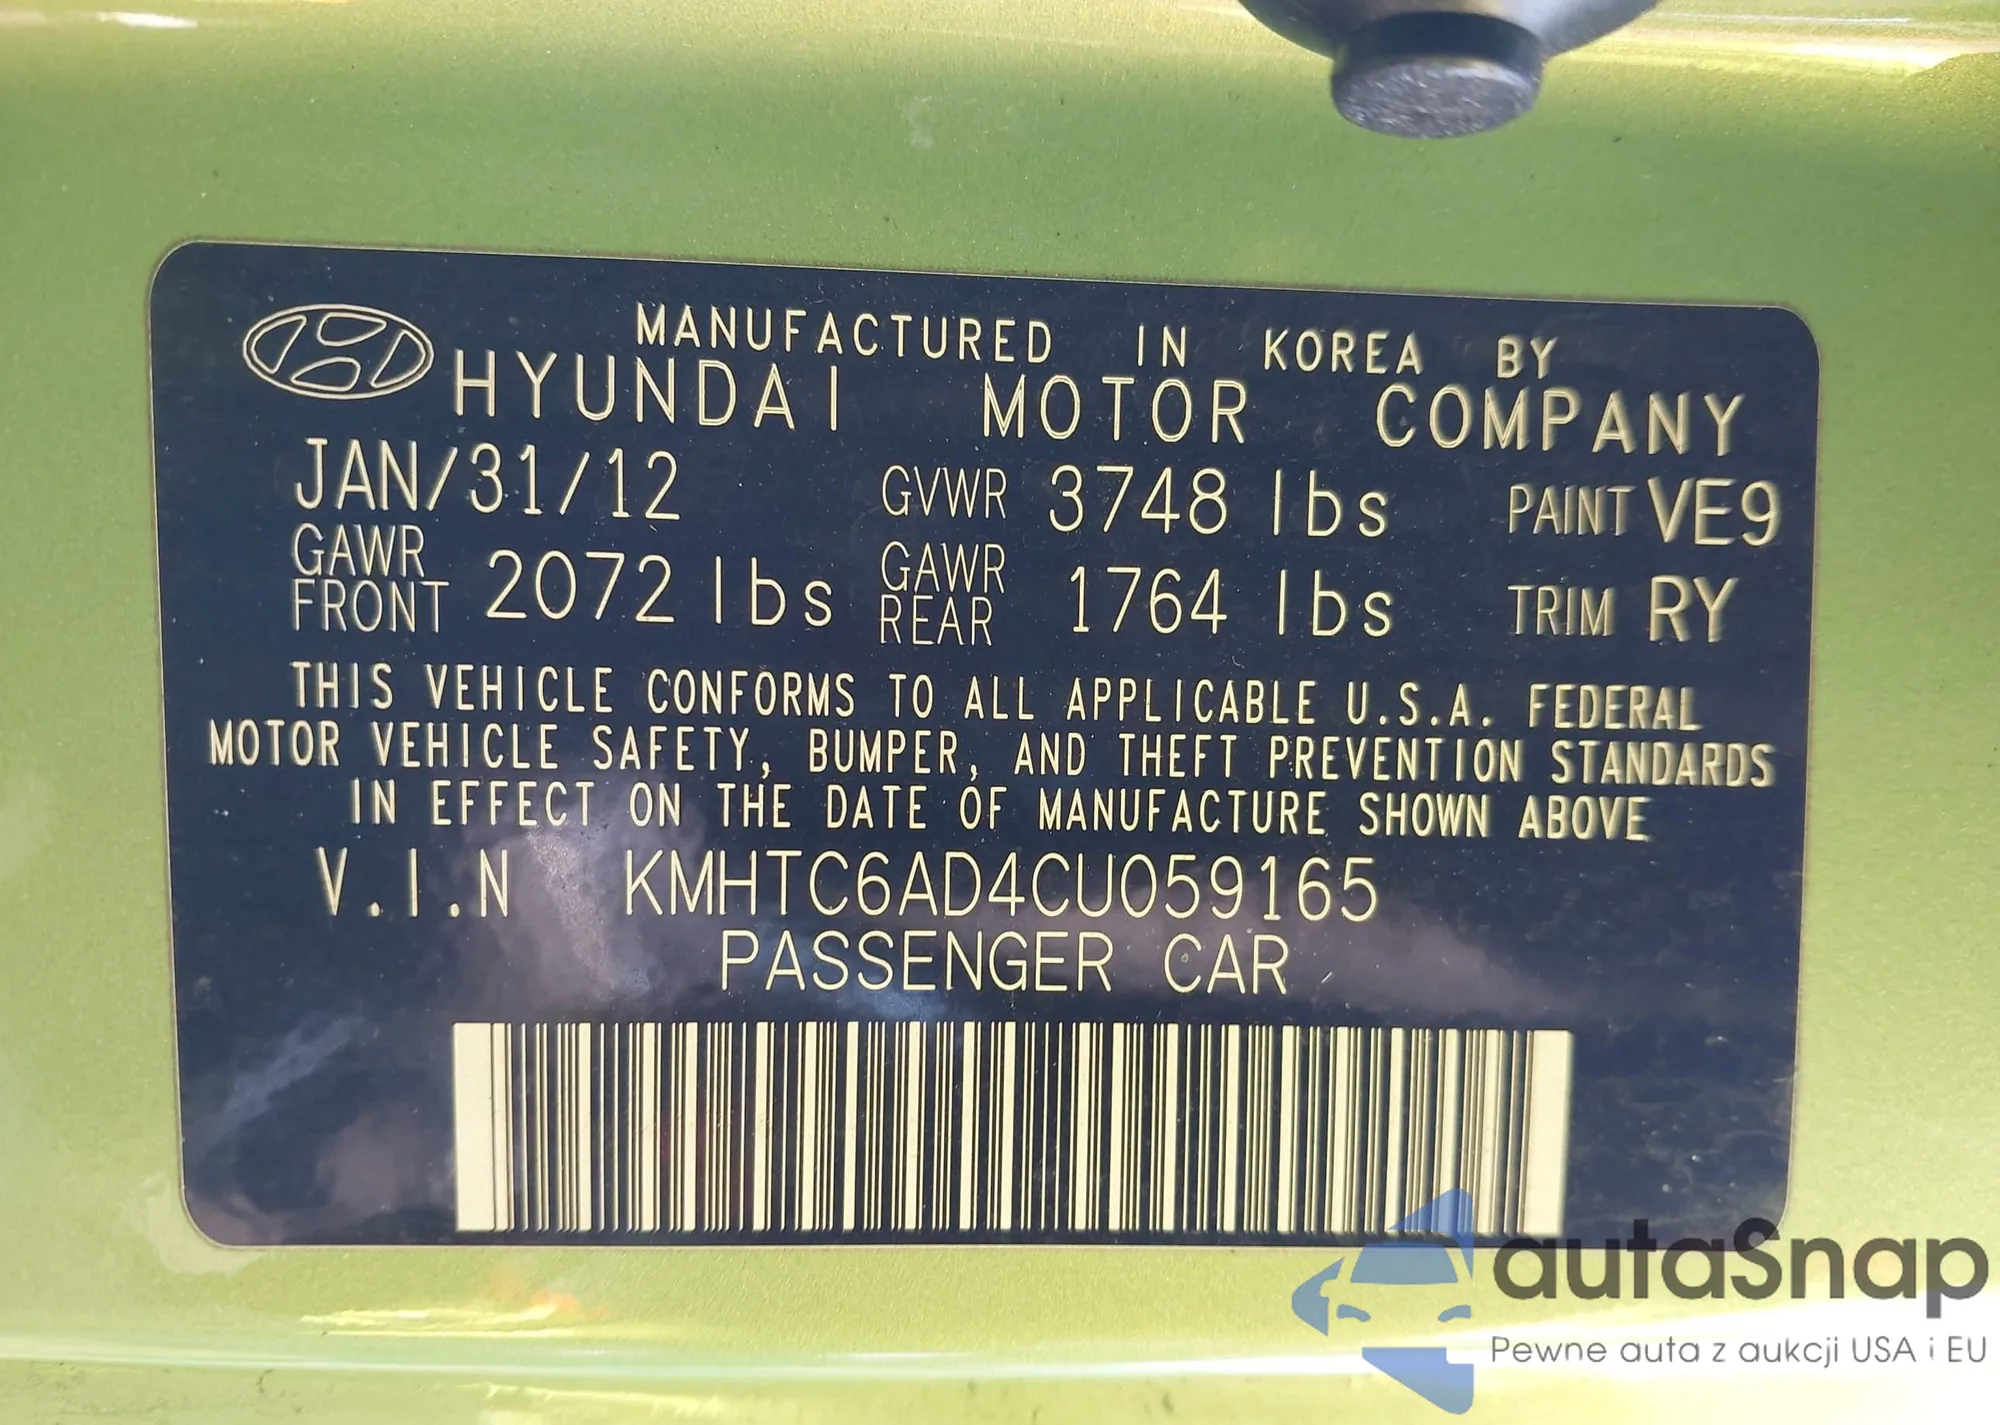 MANUFACTURED IN KOREA BY
HYUNDAI MOTOR COMPANY
JAN/31/12 GVWR 3748 lbs PAINT VE9
GAWR FRONT 2072 lbs GAWR REAR 1764 lbs TRIM RY
THIS VEHICLE CONFORMS TO ALL APPLICABLE U.S.A. FEDERAL
MOTOR VEHICLE SAFETY, BUMPER, AND THEFT PREVENTION STANDARDS
IN EFFECT ON THE DATE OF MANUFACTURE SHOWN ABOVE
V.I.N KMHTC6AD4CU059165
PASSENGER CAR
autaSnap
Pewne auta z aukcji USA i EU